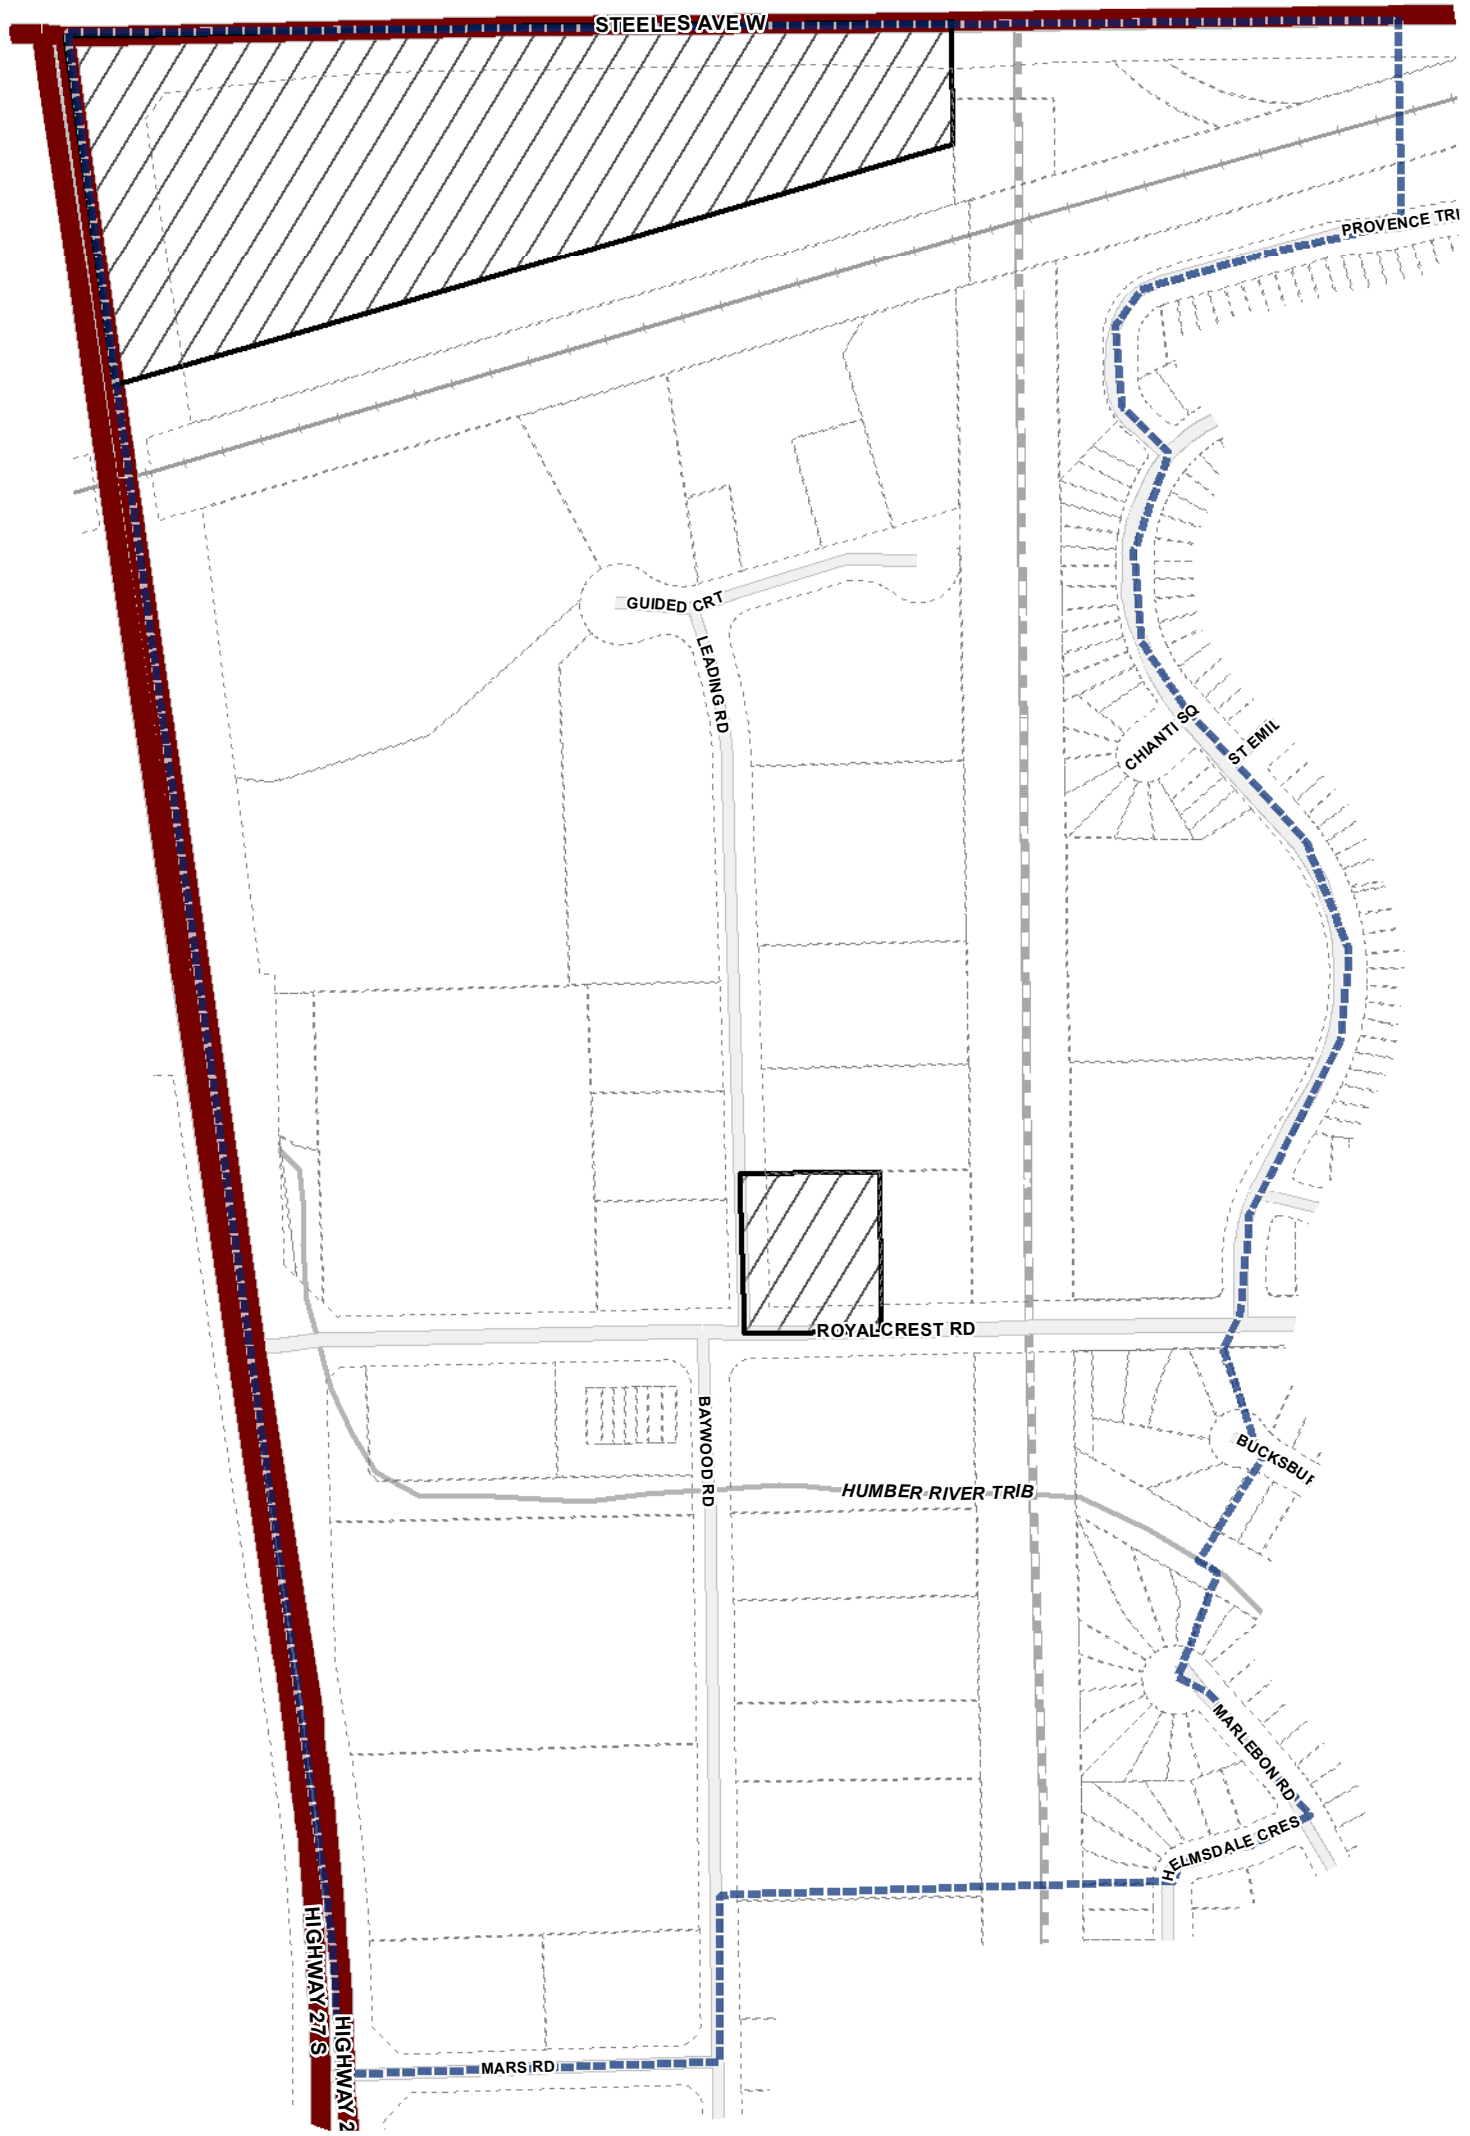 STEELES AVE W
PROVENCE TRI
GUIDED CRT
LEADING RD
CHIANTI SQ
ST EMIL
ROYALCREST RD
BAYWOOD RD
BUCKSBUR
HUMBER RIVER TRIB
MARLEBON RD
HELMSDALE CRES
HIGHWAY 27 S
HIGHWAY 2
MARS RD